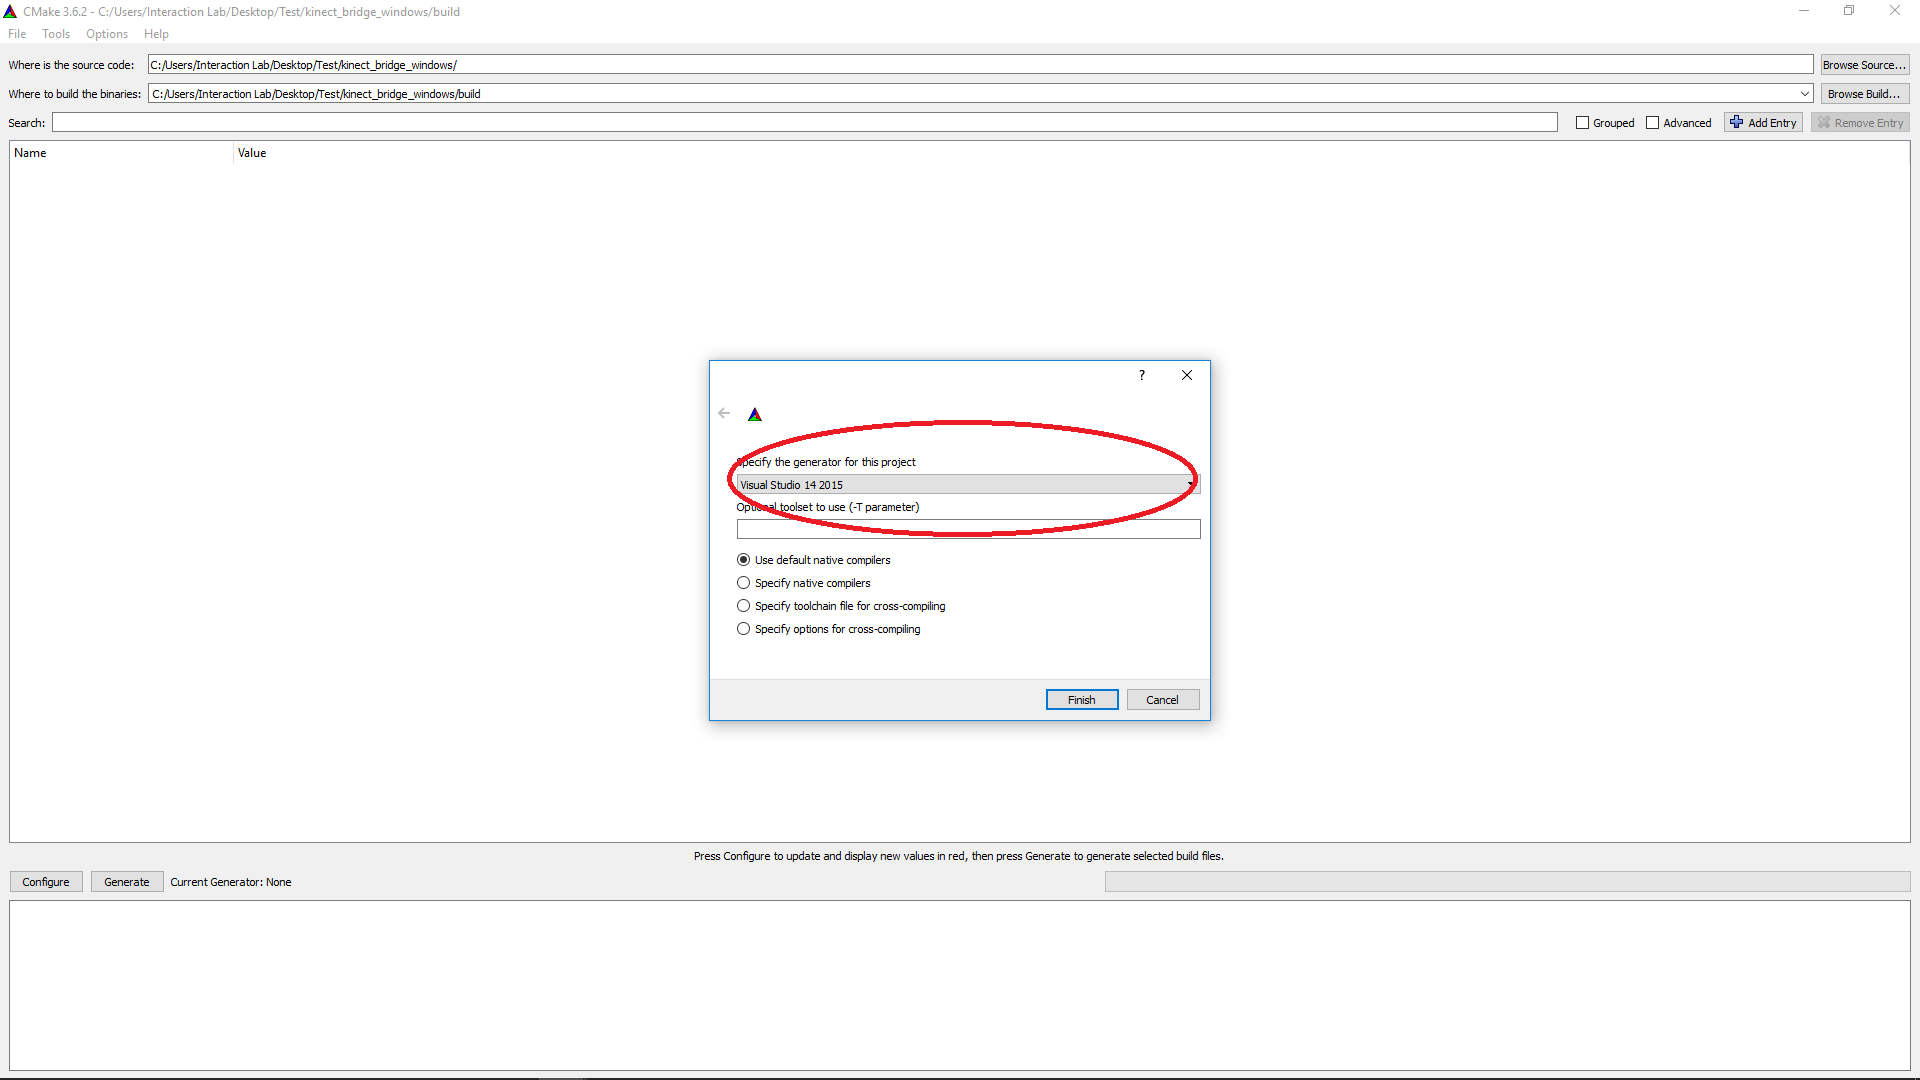 CMake 3.6.2 - C:/Users/Interaction Lab/Desktop/Test/kinect_bridge_windows/build
File Tools Options Help
Where is the source code: C:/Users/Interaction Lab/Desktop/Test/kinect_bridge_windows/ Browse Source...
Where to build the binaries: C:/Users/Interaction Lab/Desktop/Test/kinect_bridge_windows/build Browse Build...
Search: Grouped Advanced Add Entry Remove Entry
Name Value
?
Specify the generator for this project
Visual Studio 14 2015
Optional toolset to use (-T parameter)
Use default native compilers
Specify native compilers
Specify toolchain file for cross-compiling
Specify options for cross-compiling
Finish Cancel
Press Configure to update and display new values in red, then press Generate to generate selected build files.
Configure Generate Current Generator: None